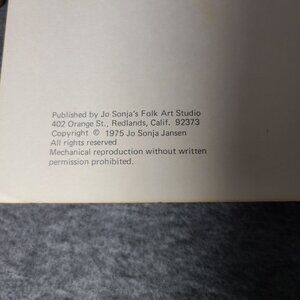 Published by Jo Sonja's Folk Art Studio
402 Orange St., Redlands, Calif. 92373
Copyright © 1975 Jo Sonja Jansen
All rights reserved
Mechanical reproduction without written
permission prohibited.